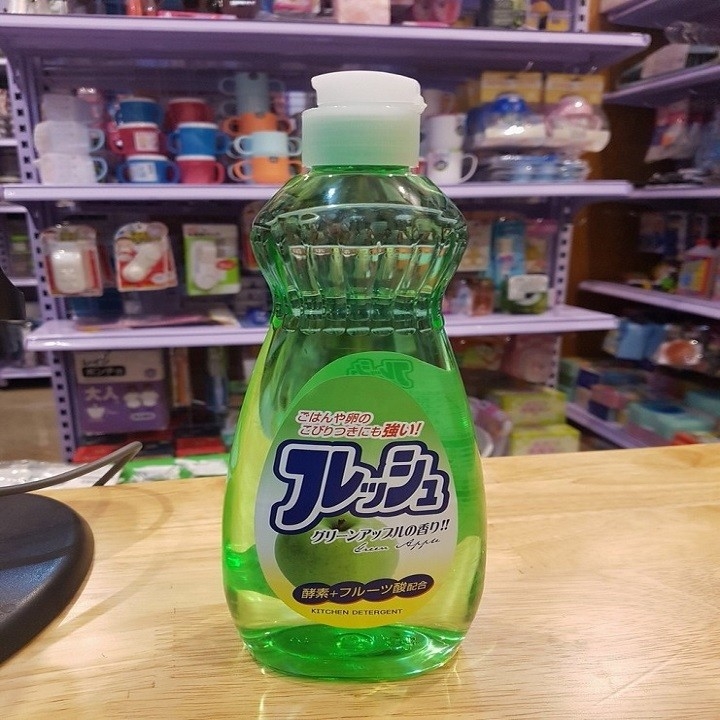 ごはんや卵の
こびりつきにも強い!
フレッシュ
グリーンアップルの香り!!
Green Apple
酵素+フルーツ酸配合
KITCHEN DETERGENT
大人